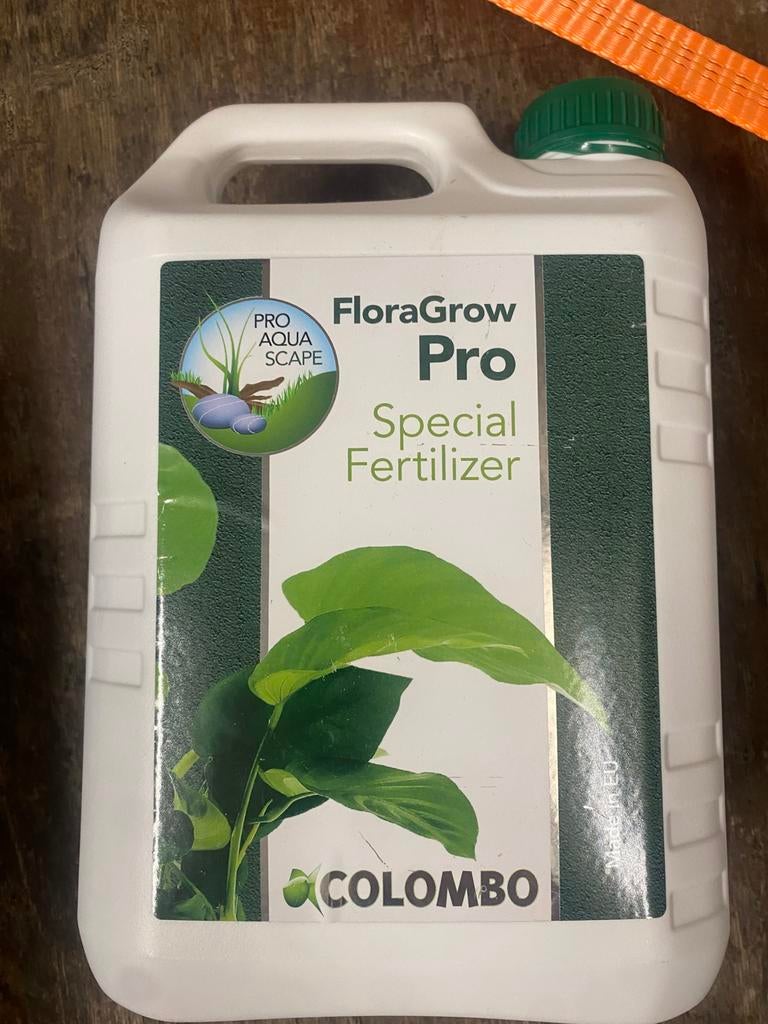 PRO
AQUA
SCAPE
FloraGrow
Pro
Special
Fertilizer
Made in EU
COLOMBO